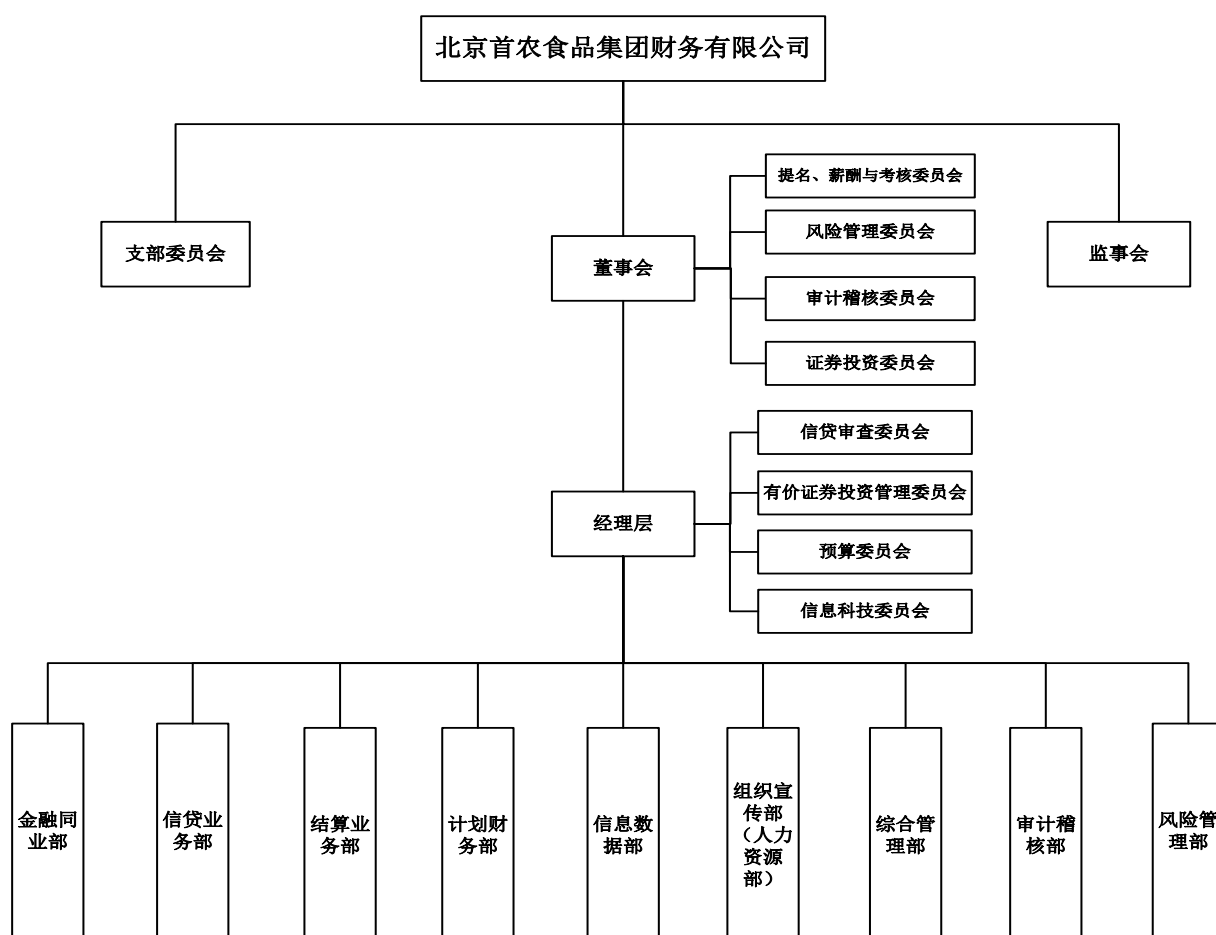 北京首农食品集团财务有限公司
提名、薪酬与考核委员会
支部委员会
风险管理委员会
监事会
董事会
审计稽核委员会
证券投资委员会
信贷审查委员会
有价证券投资管理委员会
经理层
预算委员会
信息科技委员会
金融同
业部
信贷业
务部
结算业
务部
计划财
务部
信息数
据部
组织宣
传部
（人力
资源
部）
综合管
理部
审计稽
核部
风险管
理部